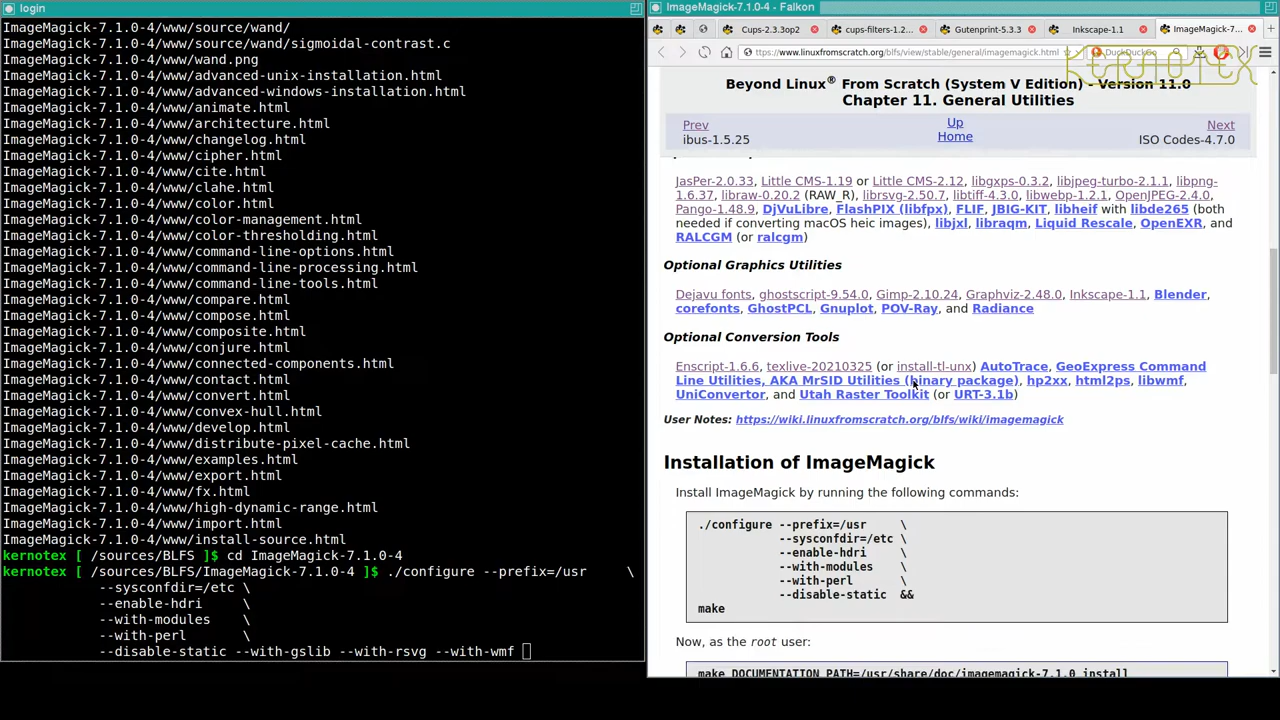 login
ImageMagick-7.1.0-4/www/source/wand/
ImageMagick-7.1.0-4/www/source/wand/sigmoidal-contrast.c
ImageMagick-7.1.0-4/www/wand.png
ImageMagick-7.1.0-4/www/advanced-unix-installation.html
ImageMagick-7.1.0-4/www/advanced-windows-installation.html
ImageMagick-7.1.0-4/www/animate.html
ImageMagick-7.1.0-4/www/architecture.html
ImageMagick-7.1.0-4/www/changelog.html
ImageMagick-7.1.0-4/www/cipher.html
ImageMagick-7.1.0-4/www/cite.html
ImageMagick-7.1.0-4/www/clahe.html
ImageMagick-7.1.0-4/www/color.html
ImageMagick-7.1.0-4/www/color-management.html
ImageMagick-7.1.0-4/www/color-thresholding.html
ImageMagick-7.1.0-4/www/command-line-options.html
ImageMagick-7.1.0-4/www/command-line-processing.html
ImageMagick-7.1.0-4/www/command-line-tools.html
ImageMagick-7.1.0-4/www/compare.html
ImageMagick-7.1.0-4/www/compose.html
ImageMagick-7.1.0-4/www/composite.html
ImageMagick-7.1.0-4/www/conjure.html
ImageMagick-7.1.0-4/www/connected-components.html
ImageMagick-7.1.0-4/www/contact.html
ImageMagick-7.1.0-4/www/convert.html
ImageMagick-7.1.0-4/www/convex-hull.html
ImageMagick-7.1.0-4/www/develop.html
ImageMagick-7.1.0-4/www/distribute-pixel-cache.html
ImageMagick-7.1.0-4/www/examples.html
ImageMagick-7.1.0-4/www/export.html
ImageMagick-7.1.0-4/www/fx.html
ImageMagick-7.1.0-4/www/high-dynamic-range.html
ImageMagick-7.1.0-4/www/import.html
ImageMagick-7.1.0-4/www/install-source.html
kernotex [ /sources/BLFS ]$ cd ImageMagick-7.1.0-4
kernotex [ /sources/BLFS/ImageMagick-7.1.0-4 ]$ ./configure --prefix=/usr \
--sysconfdir=/etc \
--enable-hdri \
--with-modules \
--with-perl \
--disable-static --with-gslib --with-rsvg --with-wmf
ImageMagick-7.1.0-4 - Falkon
Cups-2.3.3op2
cups-filters-1.2...
Gutenprint-5.3.3
Inkscape-1.1
ImageMagick-7...
ttps://www.linuxfromscratch.org/blfs/view/stable/general/imagemagick.html
DuckDuckGo
KERNOTEX
Beyond Linux® From Scratch (System V Edition) - Version 11.0
Chapter 11. General Utilities
Prev
Up
Next
ibus-1.5.25
Home
ISO Codes-4.7.0
JasPer-2.0.33, Little CMS-1.19 or Little CMS-2.12, libgxps-0.3.2, libjpeg-turbo-2.1.1, libpng-
1.6.37, libraw-0.20.2 (RAW_R), librsvg-2.50.7, libtiff-4.3.0, libwebp-1.2.1, OpenJPEG-2.4.0,
Pango-1.48.9, DjVuLibre, FlashPIX (libfpx), FLIF, JBIG-KIT, libheif with libde265 (both
needed if converting macOS heic images), libjxl, libraqm, Liquid Rescale, OpenEXR, and
RALCGM (or ralcgm)
Optional Graphics Utilities
Dejavu fonts, ghostscript-9.54.0, Gimp-2.10.24, Graphviz-2.48.0, Inkscape-1.1, Blender,
corefonts, GhostPCL, Gnuplot, POV-Ray, and Radiance
Optional Conversion Tools
Enscript-1.6.6, texlive-20210325 (or install-tl-unx) AutoTrace, GeoExpress Command
Line Utilities, AKA MrSID Utilities (binary package), hp2xx, html2ps, libwmf,
UniConvertor, and Utah Raster Toolkit (or URT-3.1b)
User Notes: https://wiki.linuxfromscratch.org/blfs/wiki/imagemagick
Installation of ImageMagick
Install ImageMagick by running the following commands:
./configure --prefix=/usr \
--sysconfdir=/etc \
--enable-hdri \
--with-modules \
--with-perl \
--disable-static &&
make
Now, as the root user:
make DOCUMENTATION_PATH=/usr/share/doc/imagemagick-7.1.0 install